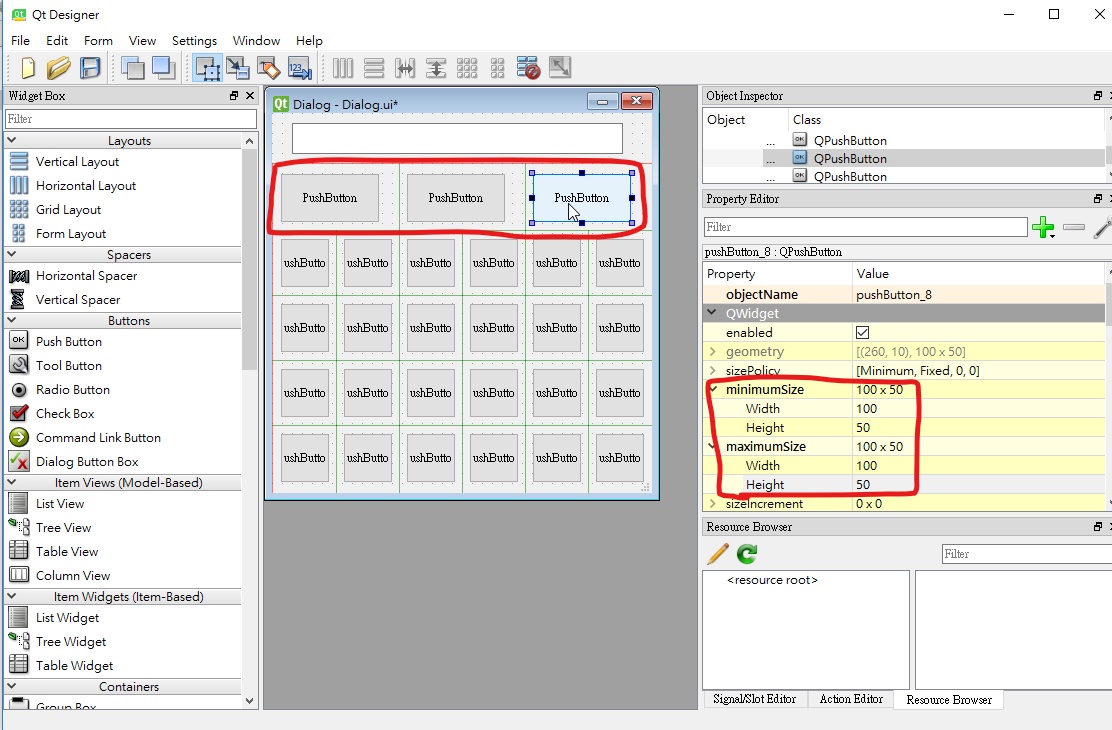 Qt Designer
File Edit Form View Settings Window Help
Widget Box
Filter
Layouts
Vertical Layout
Horizontal Layout
Grid Layout
Form Layout
Spacers
Horizontal Spacer
Vertical Spacer
Buttons
OK Push Button
Tool Button
Radio Button
Check Box
Command Link Button
Dialog Button Box
Item Views (Model-Based)
List View
Tree View
Table View
Column View
Item Widgets (Item-Based)
List Widget
Tree Widget
Table Widget
Containers
Group Box
Qt Dialog - Dialog.ui*
PushButton PushButton PushButton
ushButto ushButto ushButto ushButto ushButto ushButto
ushButto ushButto ushButto ushButto ushButto ushButto
ushButto ushButto ushButto ushButto ushButto ushButto
ushButto ushButto ushButto ushButto ushButto ushButto
Object Inspector
Object Class
... OK QPushButton
... OK QPushButton
... OK QPushButton
Property Editor
Filter
pushButton_8 : QPushButton
Property Value
objectName pushButton_8
QWidget
enabled
geometry [(260, 10), 100 x 50]
sizePolicy [Minimum, Fixed, 0, 0]
minimumSize 100 x 50
Width 100
Height 50
maximumSize 100 x 50
Width 100
Height 50
sizeIncrement 0 x 0
Resource Browser
Filter
<resource root>
Signal/Slot Editor Action Editor Resource Browser